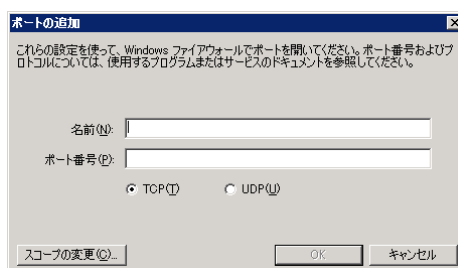 ポートの追加
これらの設定を使って、Windows ファイアウォールでポートを開いてください。ポート番号およびプ
ロトコルについては、使用するプログラムまたはサービスのドキュメントを参照してください。
名前(N):
ポート番号(P):
TCP(T) UDP(U)
スコープの変更(C)... OK キャンセル